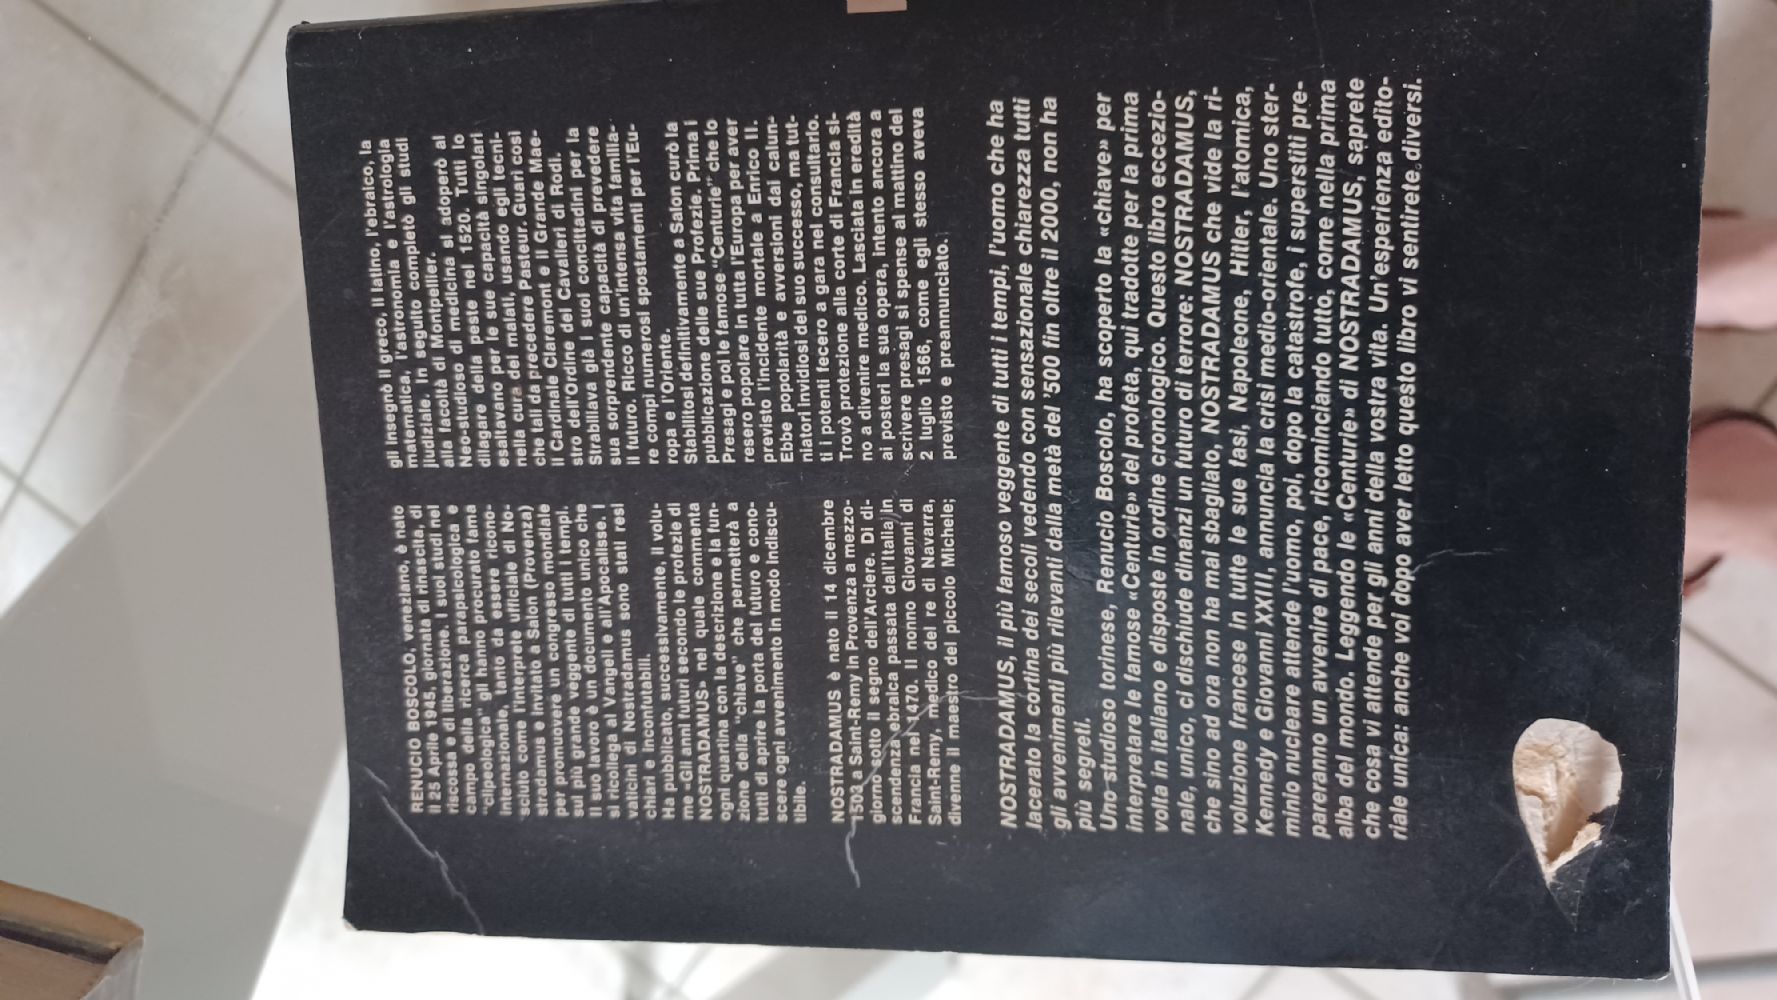 RENUCIO BOSCOLO, veneziano, è nato
il 25 Aprile 1945, giornata di rinascita, di
riscossa e di liberazione. I suoi studi nel
campo della ricerca parapsicologica e
"cipeologica" gli hanno procurato fama
internazionale, tanto da essere ricono-
sciuto come l'interprete ufficiale di No-
stradamus e invitato a Salon (Provenza)
per promuovere un congresso mondiale
sul più grande veggente di tutti i tempi.
Il suo lavoro è un documento unico che
si ricollega ai Vangeli e all'Apocalisse. I
vaticini di Nostradamus sono stati resi
chiari e inconfutabili.
Ha pubblicato, successivamente, il volu-
me «Gli anni futuri secondo le profezie di
NOSTRADAMUS» nel quale commenta
ogni quartina con la descrizione e la fun-
zione della "chiave" che permetterà a
tutti di aprire la porta del futuro e cono-
scere ogni avvenimento in modo indiscu-
tibile.
NOSTRADAMUS è nato il 14 dicembre
1503 a Saint-Remy in Provenza a mezzo-
giorno sotto il segno dell'Arciere. Di di-
scendenza ebraica passata dall'Italia in
Francia nel 1470. Il nonno Giovanni di
Saint-Remy, medico del re di Navarra,
divenne il maestro del piccolo Michele;
gli insegnò il greco, il latino, l'ebraico, la
matematica, l'astronomia e l'astrologia
jiudiziale. In seguito completò gli studi
alla facoltà di Montpallier.
Neo-studioso di medicina si adoperò al
dilagare della peste nel 1520. Tutti lo
esaltavano per le sue capacità singolari
nella cura dei malati, usando egli tecni-
che tali da precedere Pasteur. Guarì così
il Cardinale Claremont e il Grande Mae-
stro dell'Ordine dei Cavalieri di Rodi.
Strabiliava già i suoi concittadini per la
sua sorprendente capacità di prevedere
il futuro. Ricco di un'intensa vita familia-
re compì numerosi spostamenti per l'Eu-
ropa e l'Oriente.
Stabilitosi definitivamente a Salon curò la
pubblicazione delle sue Profezie. Prima i
Presagi e poi le famose "Centurie" che lo
resero popolare in tutta l'Europa per aver
previsto l'incidente mortale a Enrico II.
Ebbe popolarità e avversioni dai calun-
niatori invidiosi del suo successo, ma tut-
ti i potenti fecero a gara nel consultarlo.
Trovò protezione alla corte di Francia si-
no a divenire medico. Lasciata in eredità
ai posteri la sua opera, intento ancora a
scrivere presagi si spense al mattino del
2 luglio 1566, come egli stesso aveva
previsto e preannunciato.
NOSTRADAMUS, il più famoso veggente di tutti i tempi, l'uomo che ha
lacerato la cortina dei secoli vedendo con sensazionale chiarezza tutti
gli avvenimenti più rilevanti dalla metà del '500 fin oltre il 2000, non ha
più segreti.
Uno studioso torinese, Renucio Boscolo, ha scoperto la «chiave» per
interpretare le famose «Centurie» del profeta, qui tradotte per la prima
volta in italiano e disposte in ordine cronologico. Questo libro eccezio-
nale, unico, ci dischiude dinanzi un futuro di terrore: NOSTRADAMUS,
che sino ad ora non ha mai sbagliato, NOSTRADAMUS che vide la ri-
voluzione francese in tutte le sue fasi, Napoleone, Hitler, l'atomica,
Kennedy e Giovanni XXIII, annuncia la crisi medio-orientale. Uno ster-
minio nucleare attende l'uomo, poi, dopo la catastrofe, i superstiti pre-
pareranno un avvenire di pace, ricominciando tutto, come nella prima
alba del mondo. Leggendo le «Centurie» di NOSTRADAMUS, saprete
che cosa vi attende per gli anni della vostra vita. Un'esperienza edito-
riale unica: anche voi dopo aver letto questo libro vi sentirete diversi.